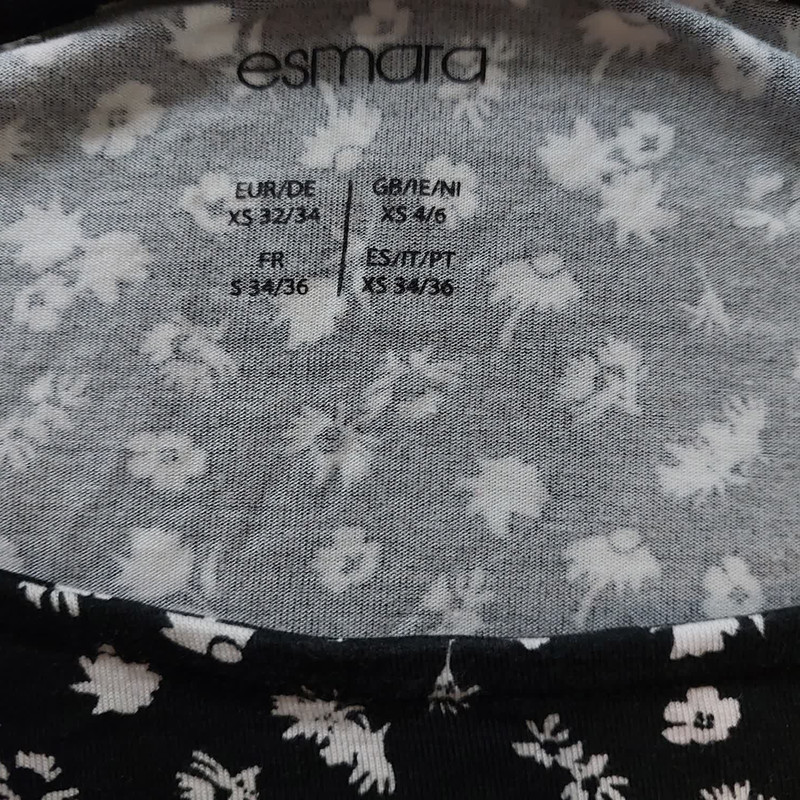 esmara
EUR/DE
XS 32/34
GB/IE/NI
XS 4/6
FR
S 34/36
ES/IT/PT
XS 34/36